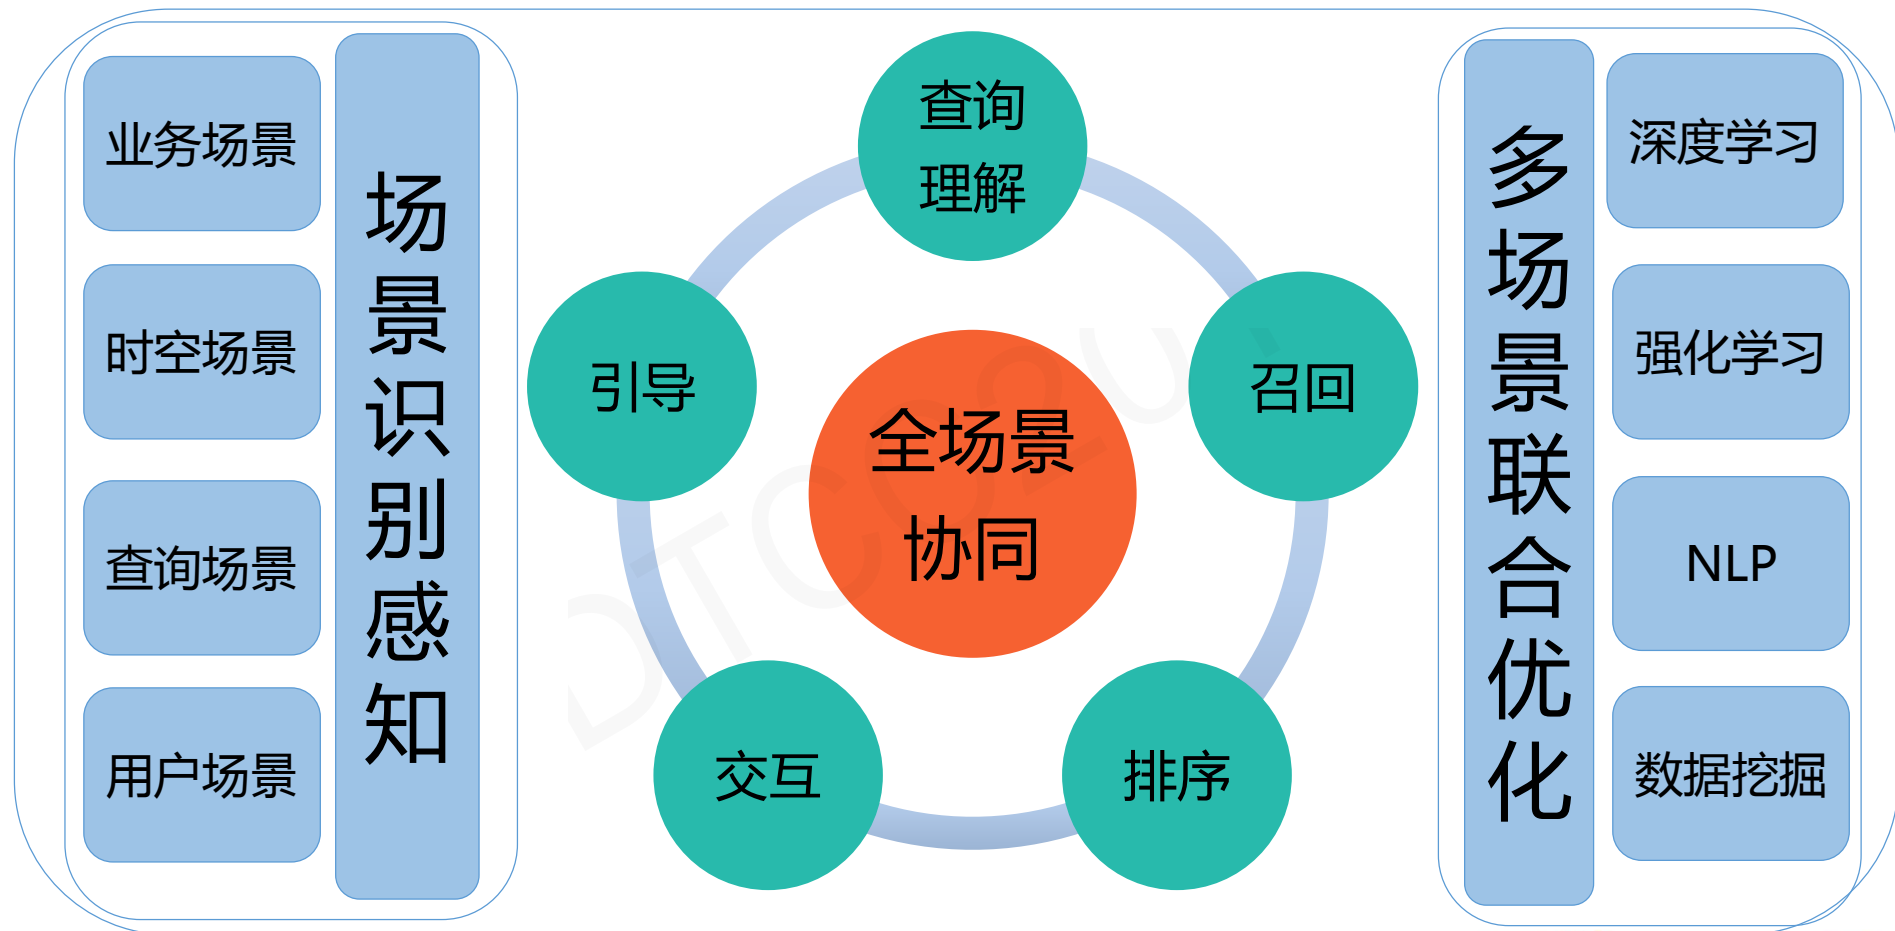 业务场景
时空场景
查询场景
用户场景
场景识别感知
查询
理解
引导
召回
全场景
协同
交互
排序
多场景联合优化
深度学习
强化学习
NLP
数据挖掘